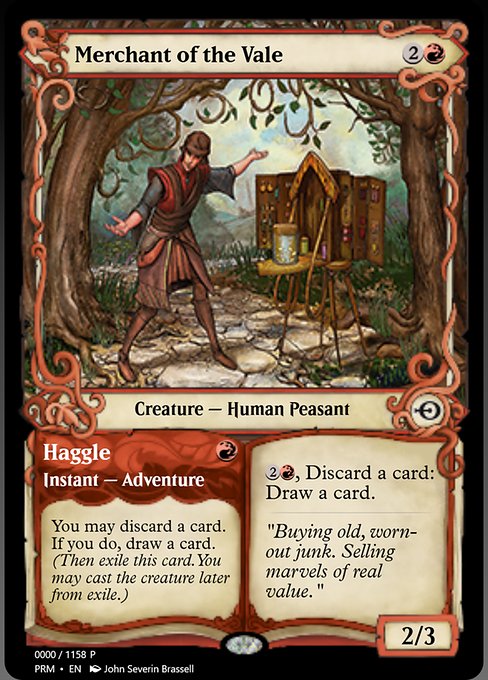 Merchant of the Vale 2
Creature — Human Peasant
Haggle
Instant — Adventure
You may discard a card.
If you do, draw a card.
(Then exile this card. You
may cast the creature later
from exile.)
2, Discard a card:
Draw a card.
"Buying old, worn-
out junk. Selling
marvels of real
value."
2/3
0000 / 1158 P
PRM • EN John Severin Brassell